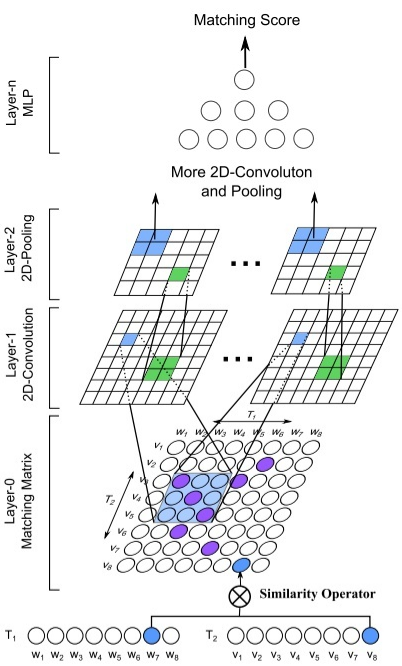 Matching Score
Layer-n
MLP
More 2D-Convoluton
and Pooling
Layer-2
2D-Pooling
...
...
Layer-1
2D-Convolution
Layer-0
Matching Matrix
T₁
w₁ w₂ w₃ w₄ w₅ w₆ w₇ w₈
T₂
v₁
v₂
v₃
v₄
v₅
v₆
v₇
v₈
Similarity Operator
T₁ T₂
w₁ w₂ w₃ w₄ w₅ w₆ w₇ w₈ v₁ v₂ v₃ v₄ v₅ v₆ v₇ v₈